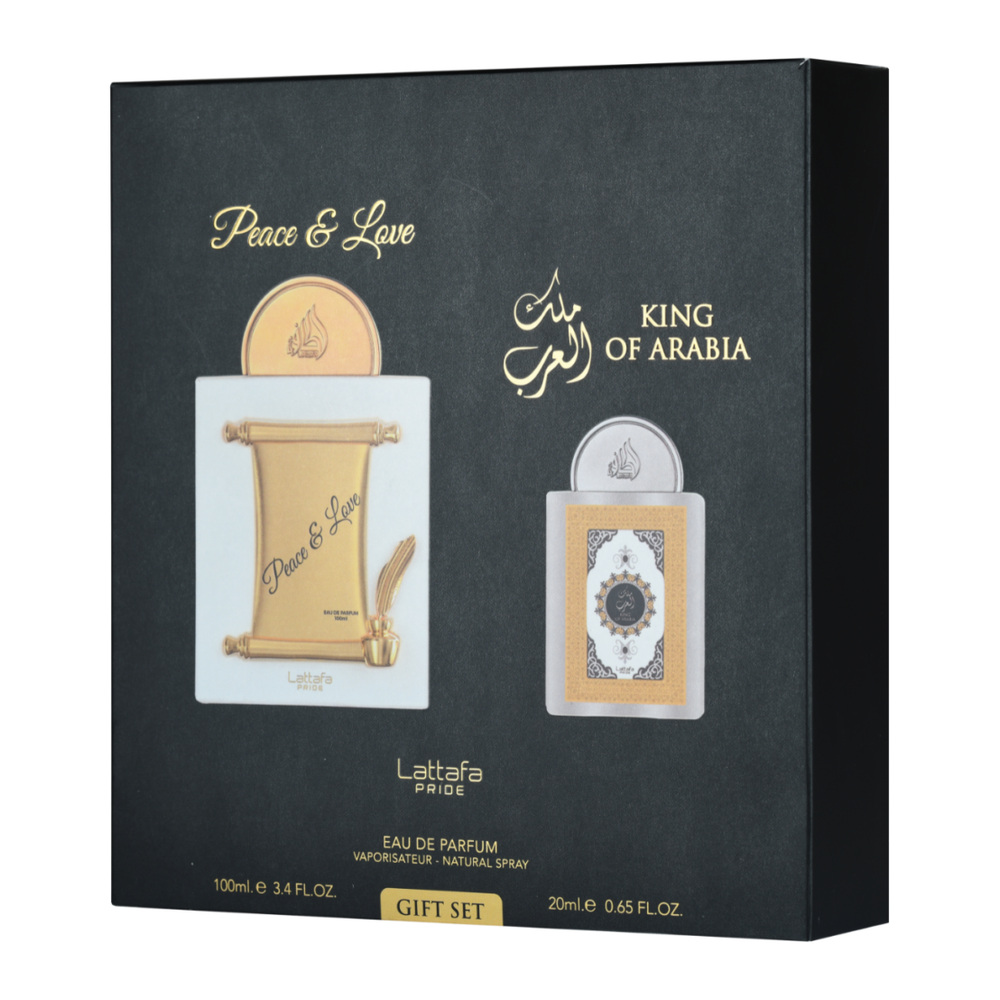 Peace & Love
ملك
العرب
KING
OF ARABIA
Peace & Love
EAU DE PARFUM
100ml
Lattafa
PRIDE
Lattafa
PRIDE
EAU DE PARFUM
VAPORISATEUR - NATURAL SPRAY
100ml.e 3.4 FL.OZ.
GIFT SET
20ml.e 0.65 FL.OZ.